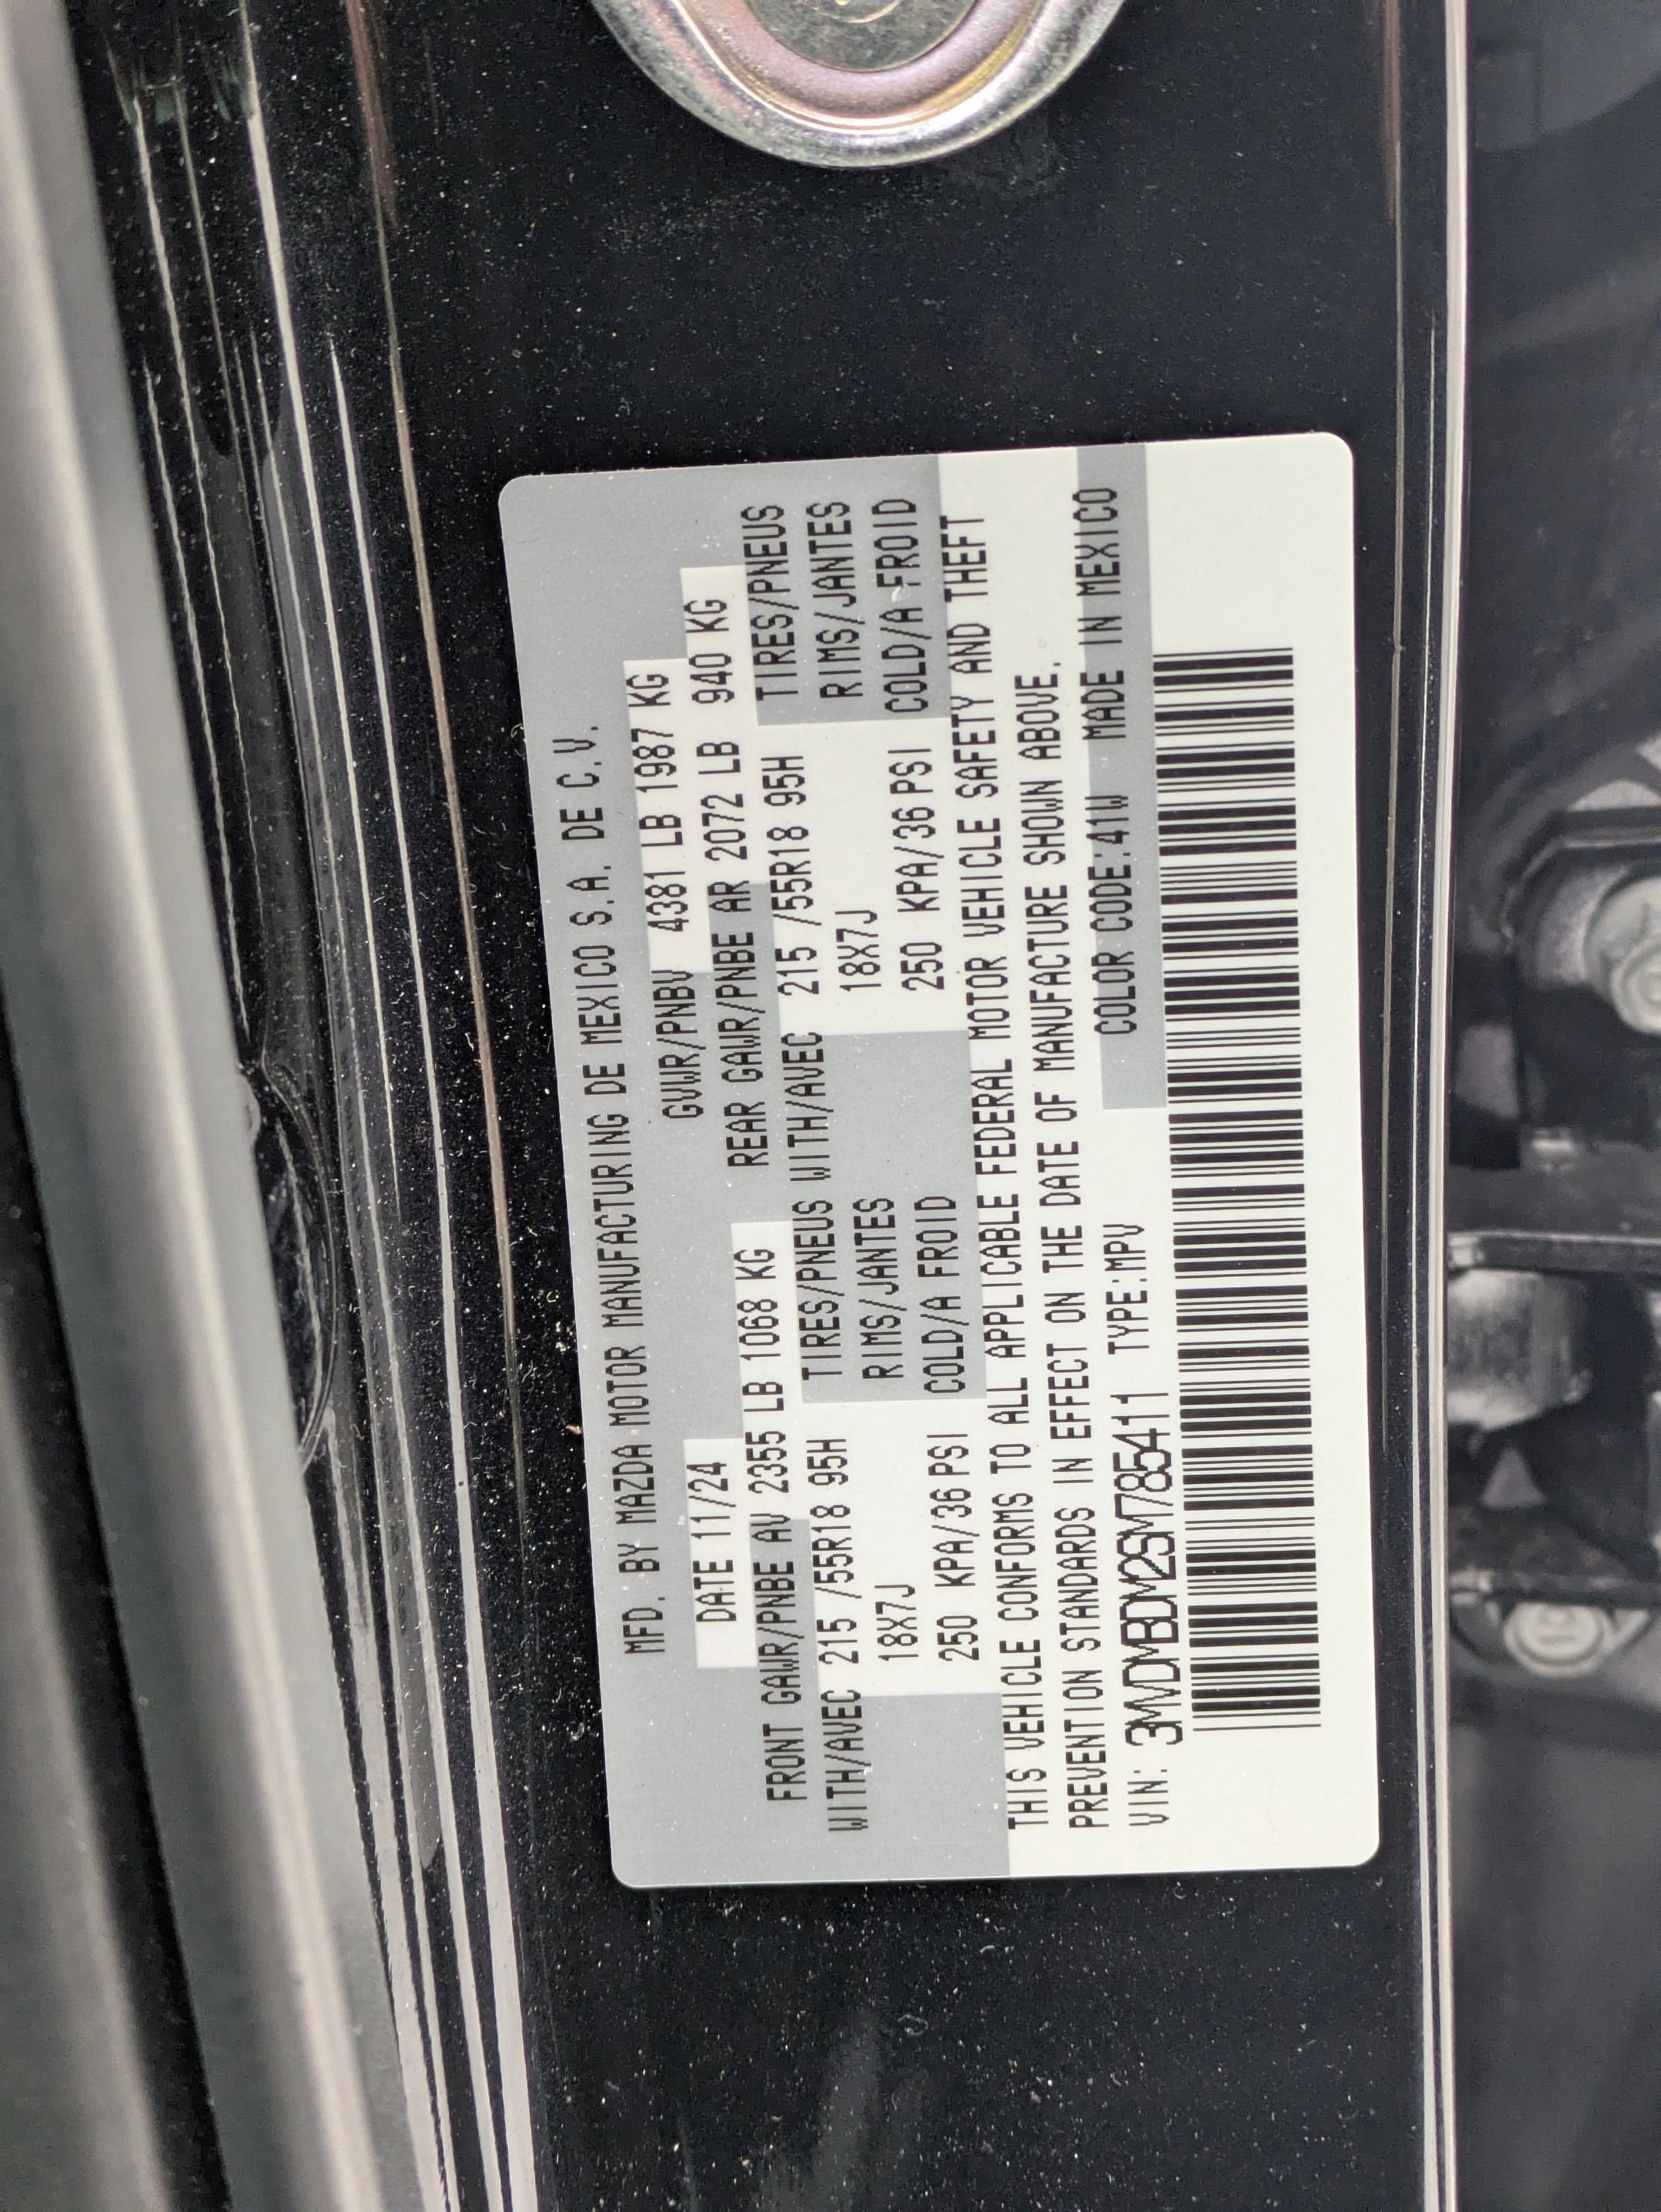 MFD. BY MAZDA MOTOR MANUFACTURING DE MEXICO S.A. DE C.V.
DATE 11/24 GVWR/PNBV 4381 LB 1987 KG
FRONT GAWR/PNBE AV 2355 LB 1068 KG REAR GAWR/PNBE AR 2072 LB 940 KG
WITH/AVEC 215 /55R18 95H TIRES/PNEUS WITH/AVEC 215 /55R18 95H TIRES/PNEUS
18X7J RIMS/JANTES 18X7J RIMS/JANTES
250 KPA/36 PSI COLD/A FROID 250 KPA/36 PSI COLD/A FROID
THIS VEHICLE CONFORMS TO ALL APPLICABLE FEDERAL MOTOR VEHICLE SAFETY AND THEFT
PREVENTION STANDARDS IN EFFECT ON THE DATE OF MANUFACTURE SHOWN ABOVE.
VIN: 3MVDMBDM2SM785411 TYPE:MPV COLOR CODE:41W MADE IN MEXICO